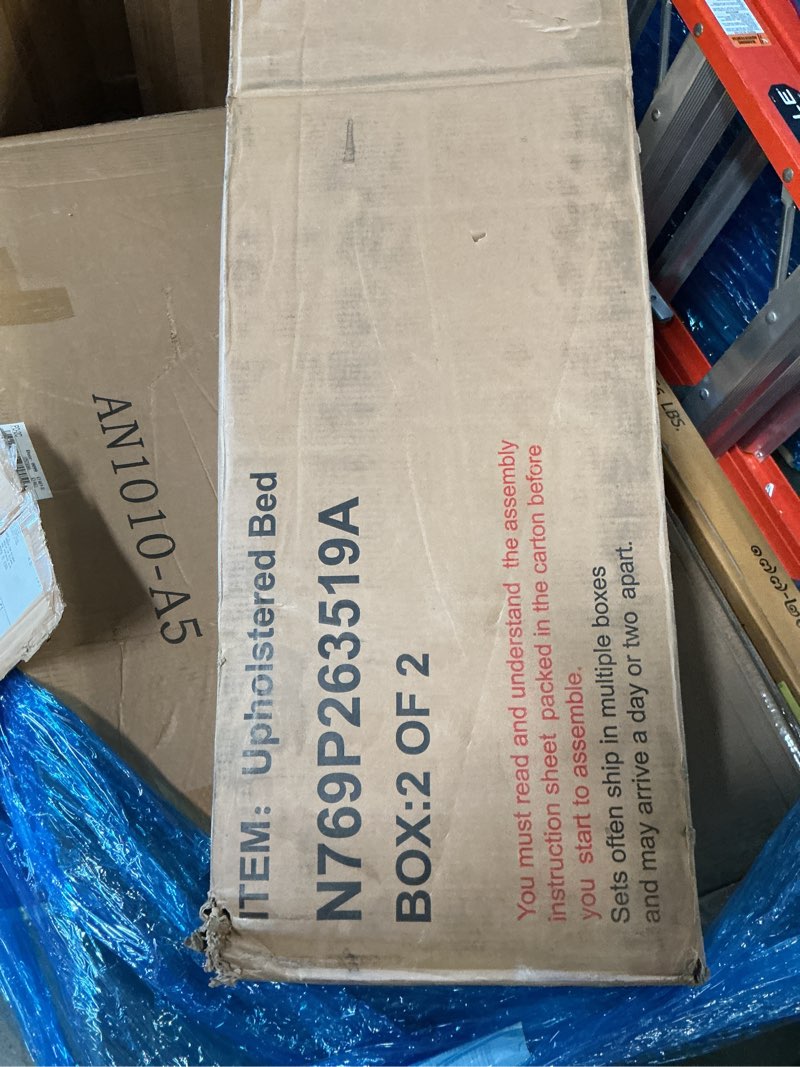 ITEM: Upholstered Bed
N769P263519A
BOX:2 OF 2
You must read and understand the assembly
instruction sheet packed in the carton before
you start to assemble.
Sets often ship in multiple boxes
and may arrive a day or two apart.
AN1010-A5
LBS.